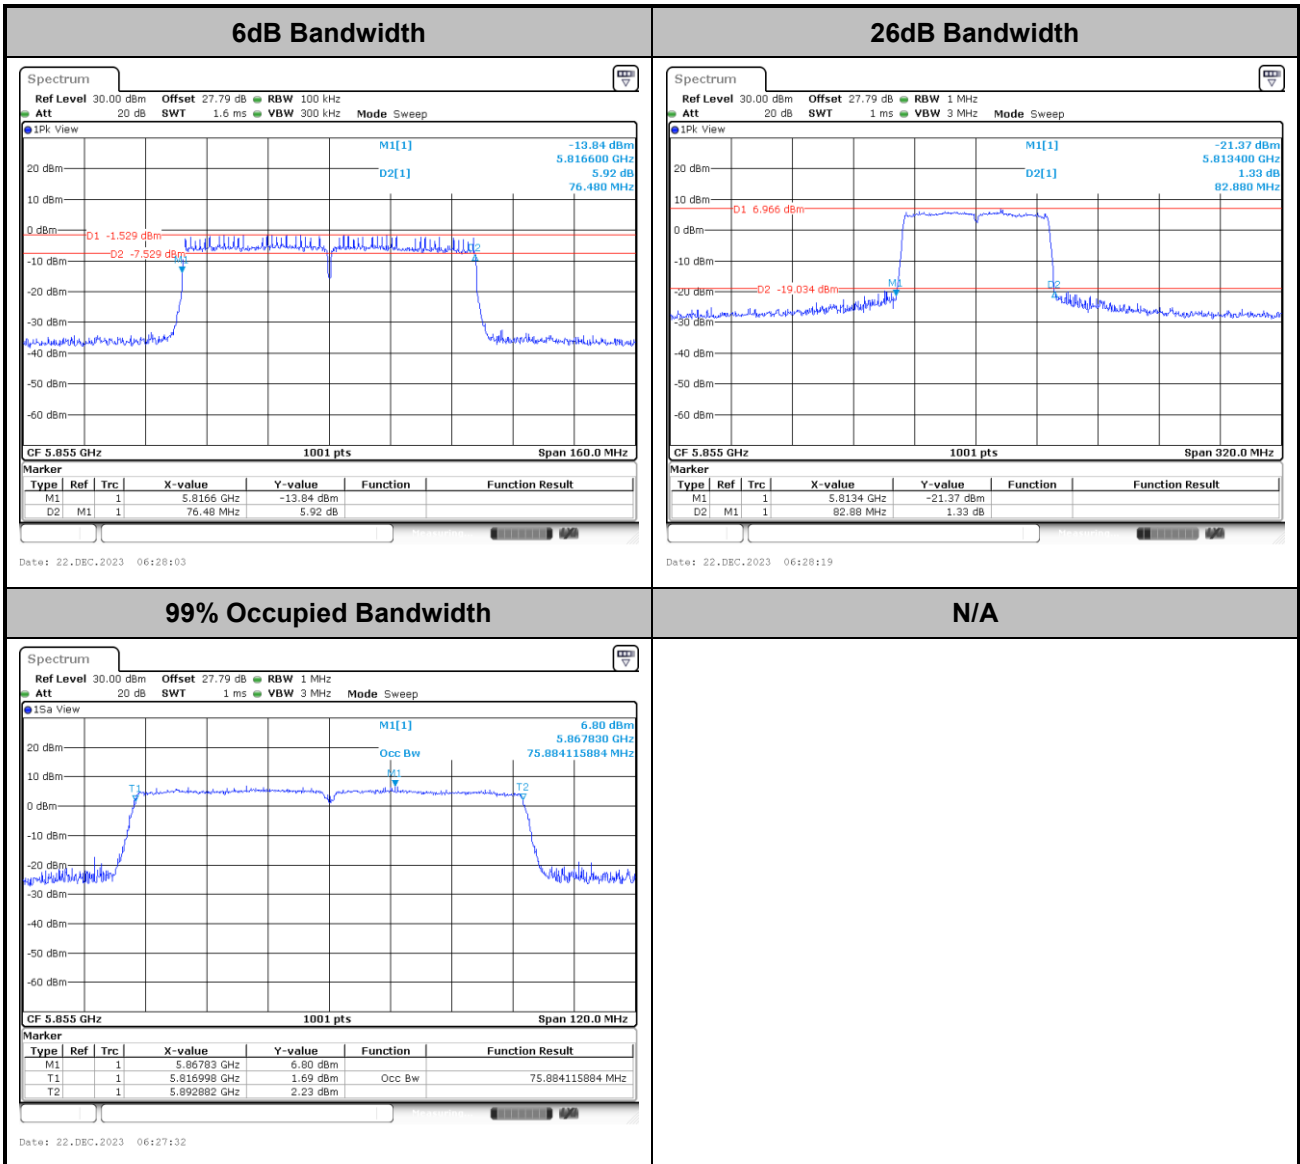 6dB Bandwidth
26dB Bandwidth
Spectrum
Ref Level 30.00 dBm Offset 27.79 dB RBW 100 kHz
Att 20 dB SWT 1.6 ms VBW 300 kHz Mode Sweep
1Pk View
M1[1] -13.84 dBm
5.816600 GHz
D2[1] 5.92 dB
76.480 MHz
20 dBm
10 dBm
0 dBm
D1 -1.529 dBm
D2 -7.529 dBm
M1
D2
-10 dBm
-20 dBm
-30 dBm
-40 dBm
-50 dBm
-60 dBm
CF 5.855 GHz 1001 pts Span 160.0 MHz
Marker
Type Ref Trc X-value Y-value Function Function Result
M1 1 5.8166 GHz -13.84 dBm
D2 M1 1 76.48 MHz 5.92 dB
Date: 22.DEC.2023 06:28:03
Spectrum
Ref Level 30.00 dBm Offset 27.79 dB RBW 1 MHz
Att 20 dB SWT 1 ms VBW 3 MHz Mode Sweep
1Pk View
M1[1] -21.37 dBm
5.813400 GHz
D2[1] 1.33 dB
82.880 MHz
20 dBm
10 dBm
D1 6.966 dBm
0 dBm
-10 dBm
M1
D2
-20 dBm
D2 -19.034 dBm
-30 dBm
-40 dBm
-50 dBm
-60 dBm
CF 5.855 GHz 1001 pts Span 320.0 MHz
Marker
Type Ref Trc X-value Y-value Function Function Result
M1 1 5.8134 GHz -21.37 dBm
D2 M1 1 82.88 MHz 1.33 dB
Date: 22.DEC.2023 06:28:19
99% Occupied Bandwidth
N/A
Spectrum
Ref Level 30.00 dBm Offset 27.79 dB RBW 1 MHz
Att 20 dB SWT 1 ms VBW 3 MHz Mode Sweep
1Sa View
M1[1] 6.80 dBm
5.867830 GHz
Occ Bw 75.884115884 MHz
20 dBm
10 dBm
M1
T1
T2
0 dBm
-10 dBm
-20 dBm
-30 dBm
-40 dBm
-50 dBm
-60 dBm
CF 5.855 GHz 1001 pts Span 120.0 MHz
Marker
Type Ref Trc X-value Y-value Function Function Result
M1 1 5.86783 GHz 6.80 dBm
T1 1 5.816998 GHz 1.69 dBm Occ Bw 75.884115884 MHz
T2 1 5.892882 GHz 2.23 dBm
Date: 22.DEC.2023 06:27:32